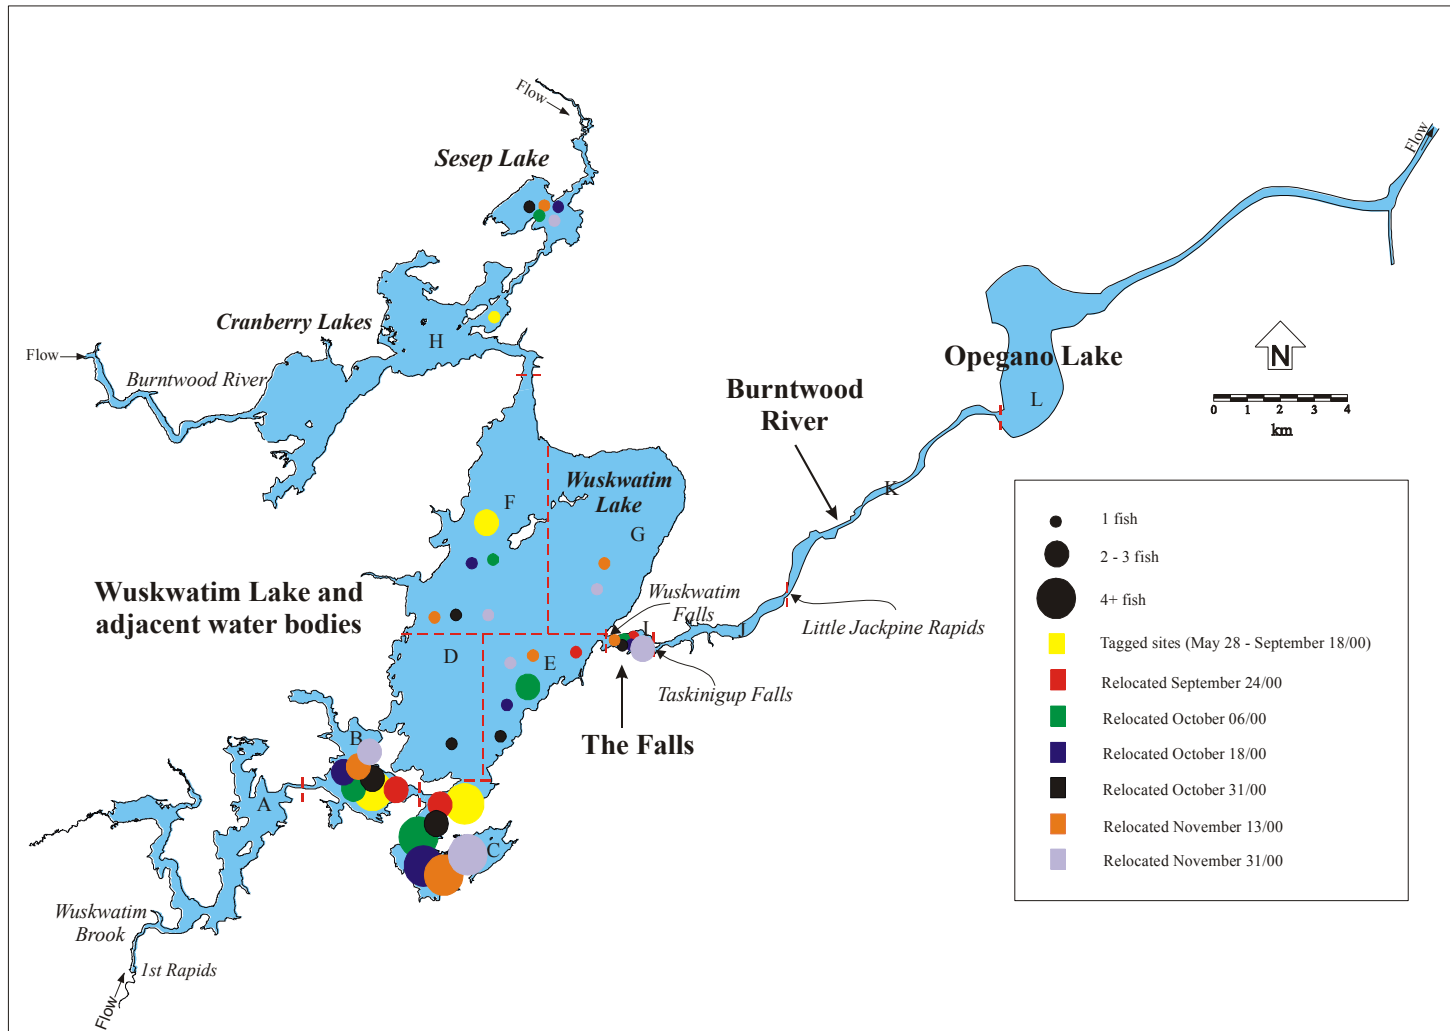 Flow
Sesep Lake
Flow
Cranberry Lakes
H
Flow
Burntwood River
Opegano Lake
N
L
0 1 2 3 4
km
Burntwood
River
Wuskwatim
Lake
F
K
G
Wuskwatim Lake and
adjacent water bodies
Wuskwatim
Falls
I
J
Little Jackpine Rapids
D
E
Taskinigup Falls
The Falls
B
A
C
Wuskwatim
Brook
1st Rapids
Flow
1 fish
2 - 3 fish
4+ fish
Tagged sites (May 28 - September 18/00)
Relocated September 24/00
Relocated October 06/00
Relocated October 18/00
Relocated October 31/00
Relocated November 13/00
Relocated November 31/00